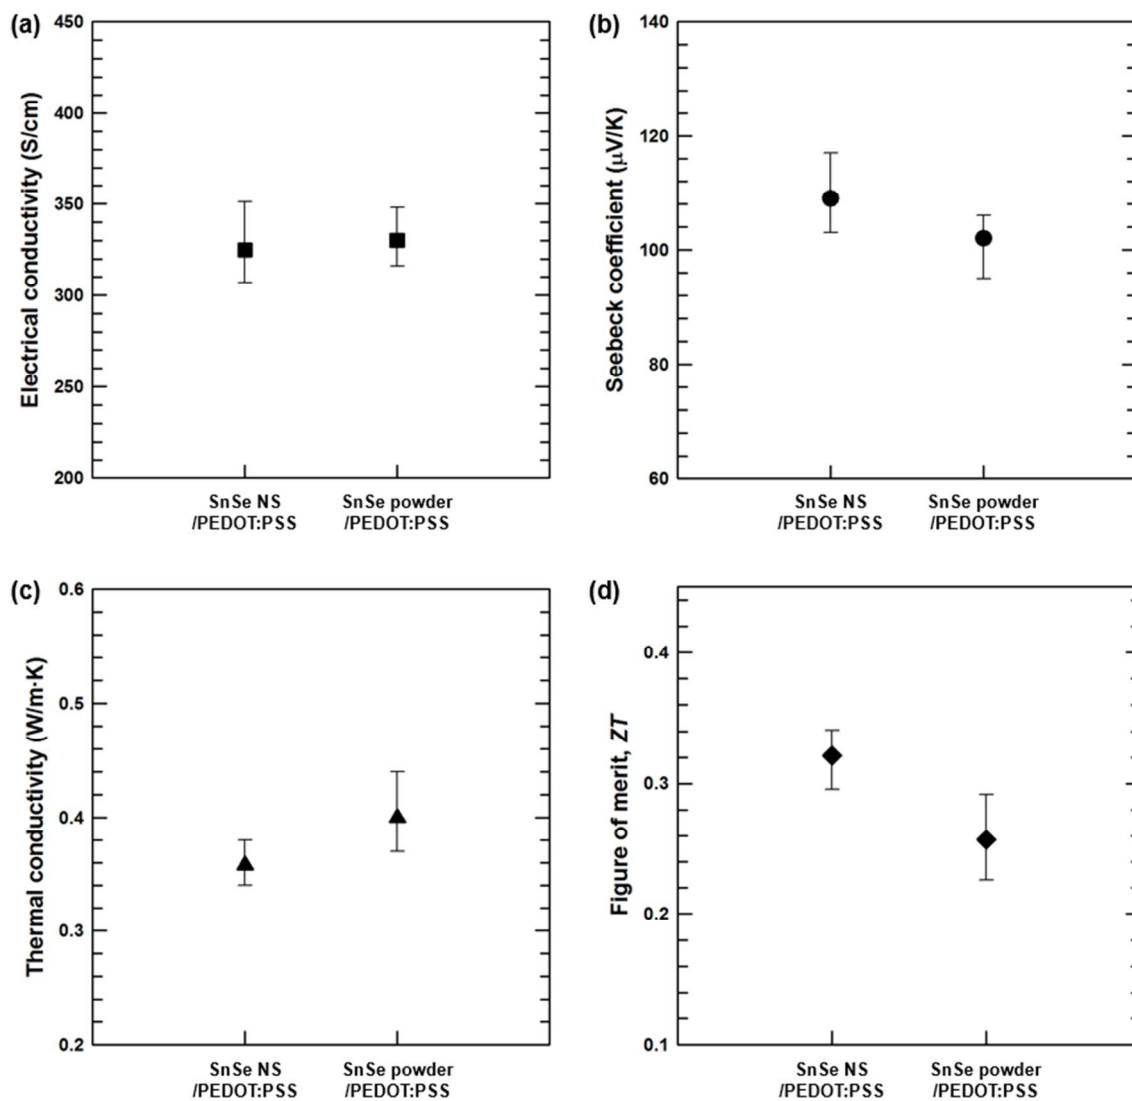 (a)
Electrical conductivity (S/cm)
450
400
350
300
250
200
SnSe NS
/PEDOT:PSS
SnSe powder
/PEDOT:PSS
(b)
Seebeck coefficient (μV/K)
140
120
100
80
60
SnSe NS
/PEDOT:PSS
SnSe powder
/PEDOT:PSS
(c)
Thermal conductivity (W/m·K)
0.6
0.5
0.4
0.3
0.2
SnSe NS
/PEDOT:PSS
SnSe powder
/PEDOT:PSS
(d)
Figure of merit, ZT
0.4
0.3
0.2
0.1
SnSe NS
/PEDOT:PSS
SnSe powder
/PEDOT:PSS